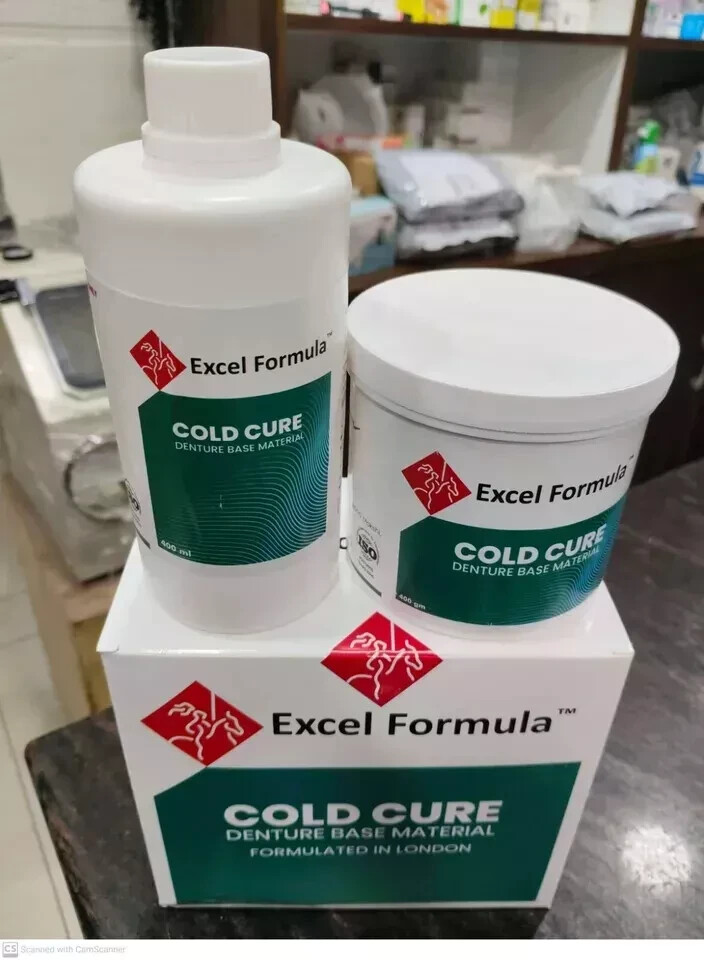 Excel Formula™
COLD CURE
DENTURE BASE MATERIAL
400 ml
Excel Formula™
ISO
COLD CURE
DENTURE BASE MATERIAL
400 gm
Excel Formula™
COLD CURE
DENTURE BASE MATERIAL
FORMULATED IN LONDON
CS Scanned with CamScanner